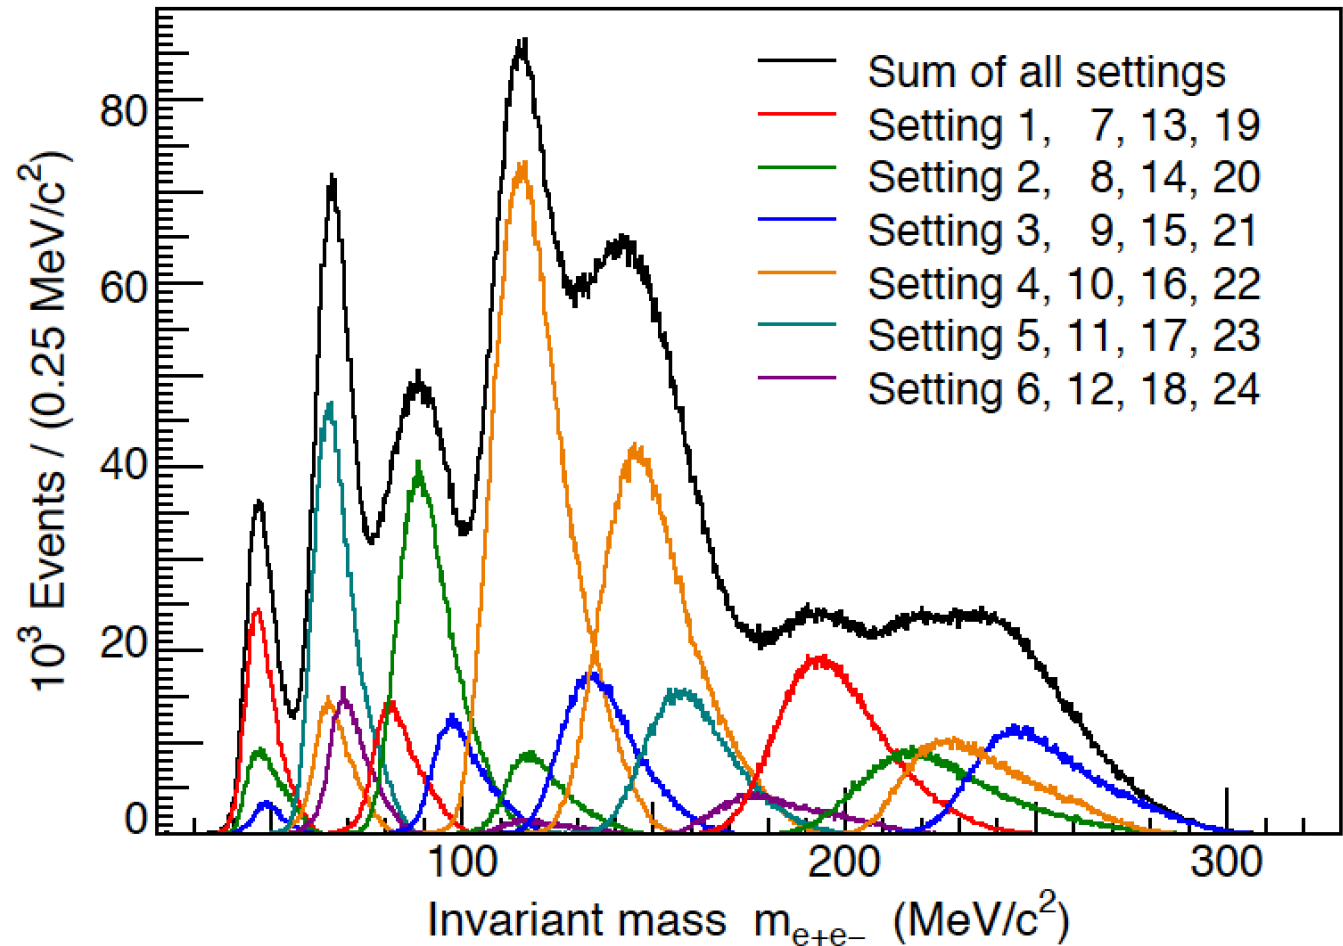 Sum of all settings
Setting 1, 7, 13, 19
Setting 2, 8, 14, 20
Setting 3, 9, 15, 21
Setting 4, 10, 16, 22
Setting 5, 11, 17, 23
Setting 6, 12, 18, 24
10³ Events / (0.25 MeV/c²)
80
60
40
20
0
100 200 300
Invariant mass m_e+e− (MeV/c²)